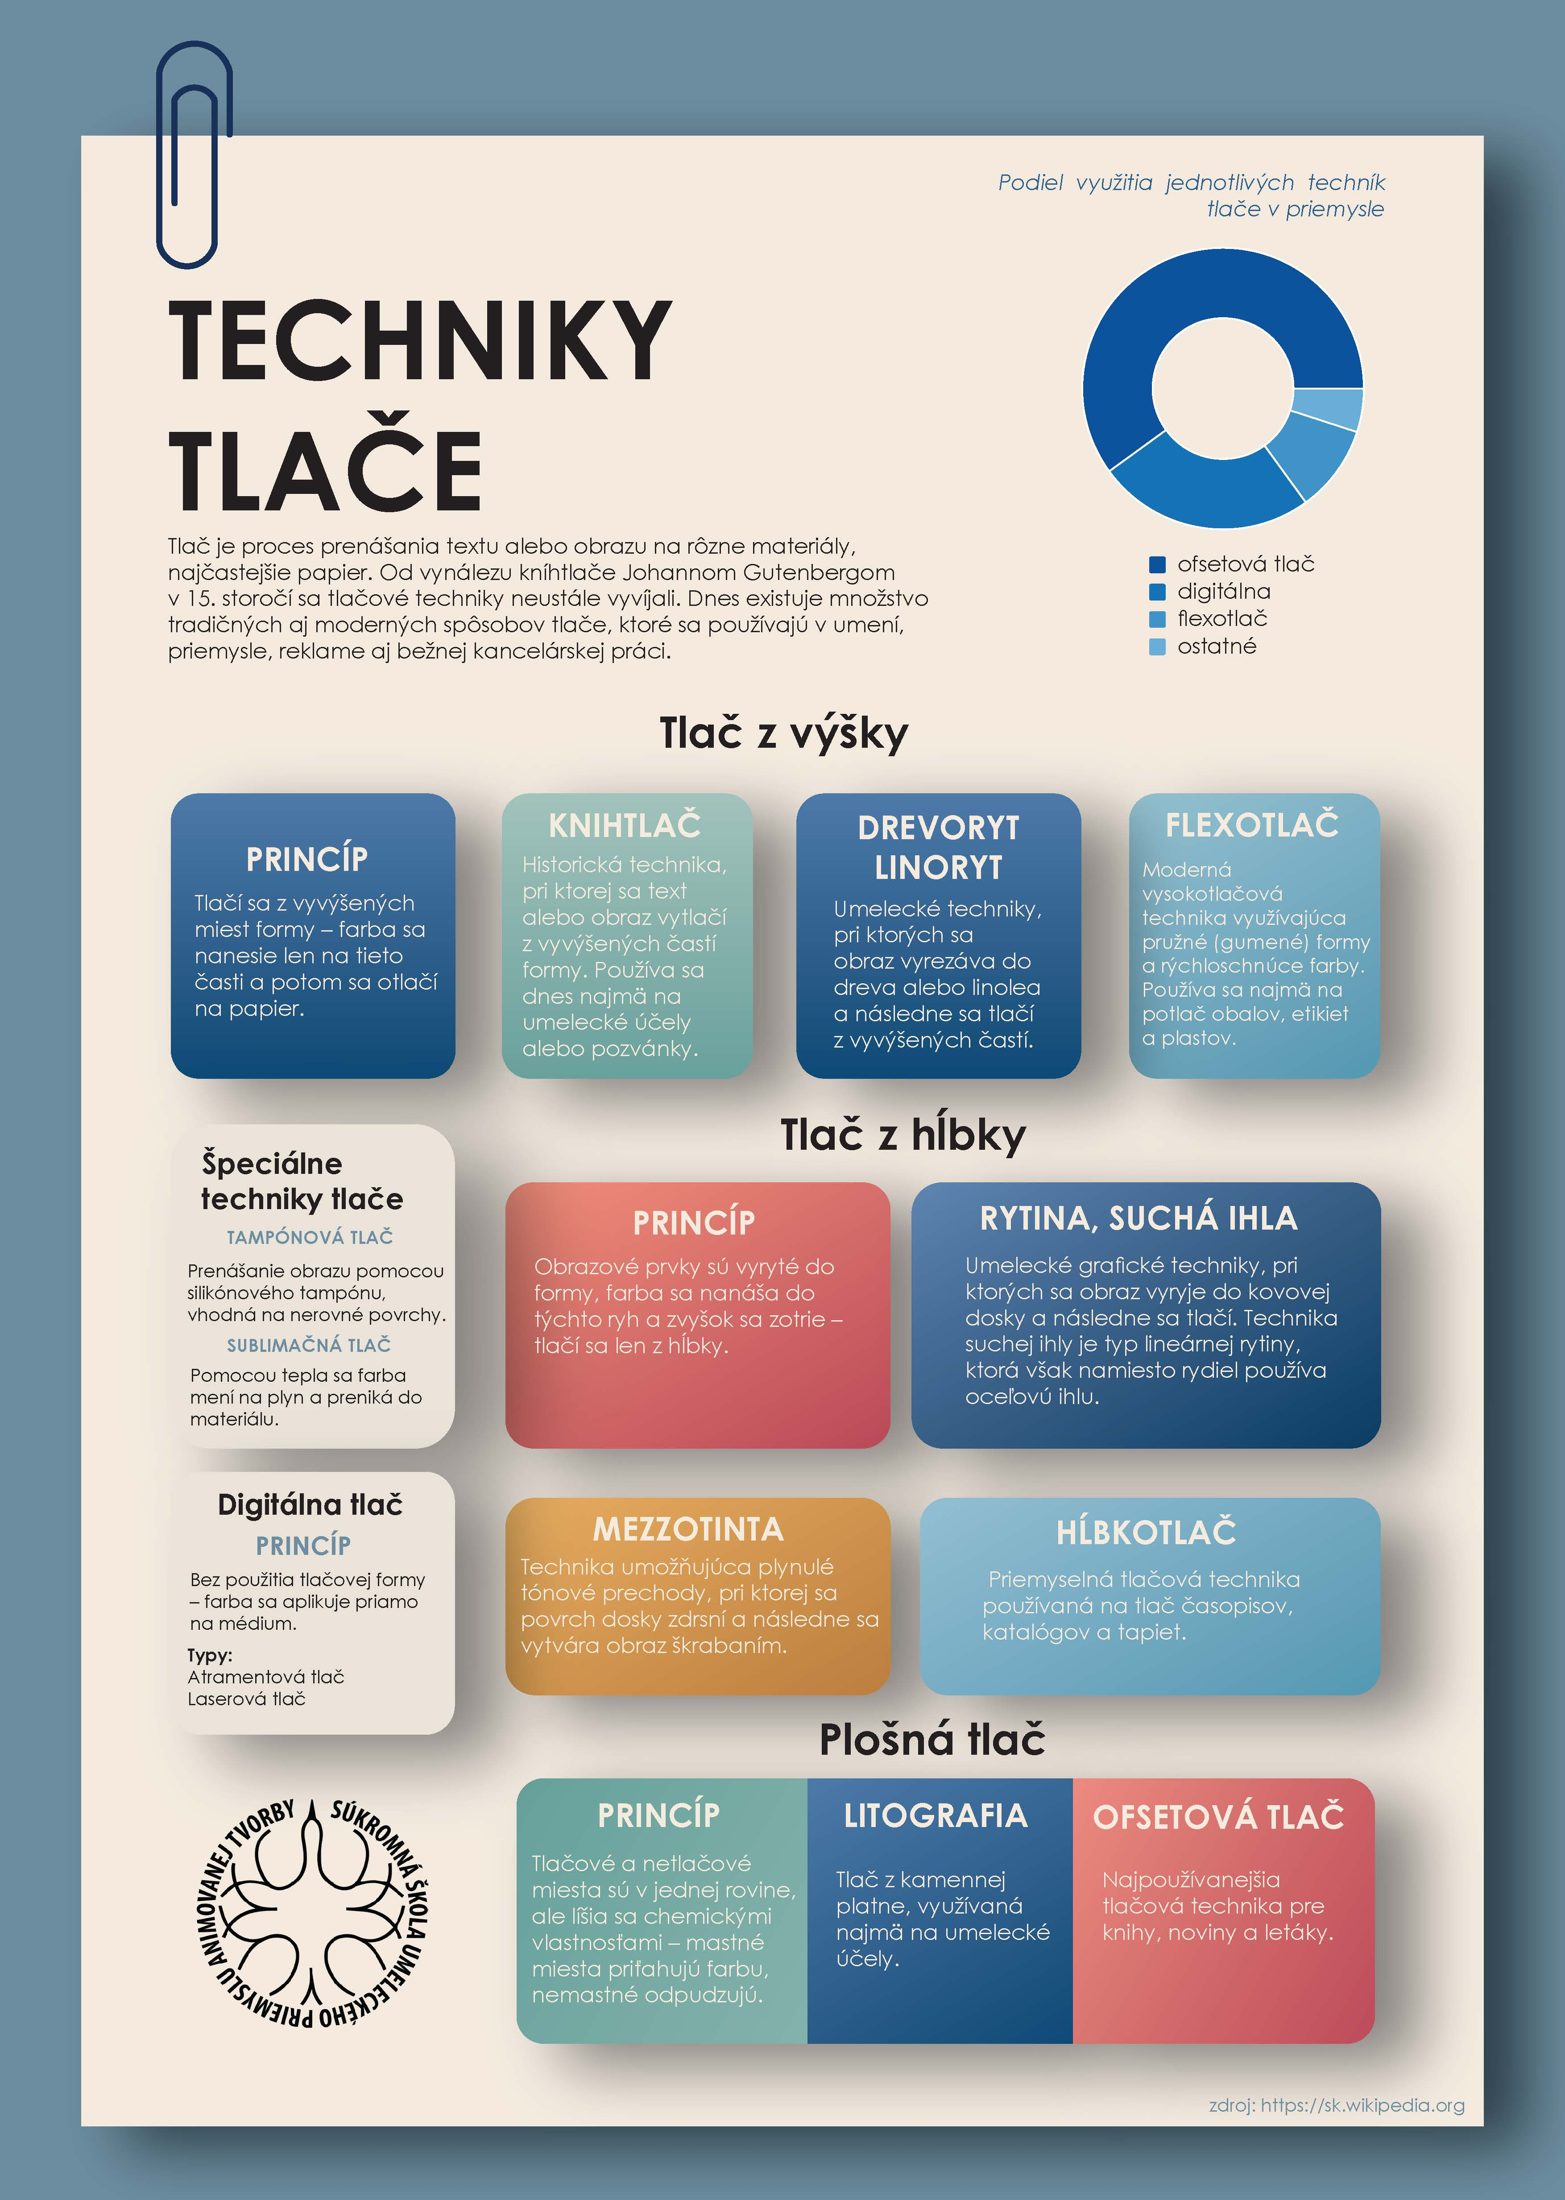 Podiel využitia jednotlivých techník
tlače v priemysle
TECHNIKY
TLAČE
Tlač je proces prenášania textu alebo obrazu na rôzne materiály,
najčastejšie papier. Od vynálezu kníhtlače Johannom Gutenbergom
v 15. storočí sa tlačové techniky neustále vyvíjali. Dnes existuje množstvo
tradičných aj moderných spôsobov tlače, ktoré sa používajú v umení,
priemysle, reklame aj bežnej kancelárskej práci.
ofsetová tlač
digitálna
flexotlač
ostatné
Tlač z výšky
PRINCÍP
Tlačí sa z vyvýšených
miest formy – farba sa
nanesie len na tieto
časti a potom sa otlačí
na papier.
KNIHTLAČ
Historická technika,
pri ktorej sa text
alebo obraz vytlačí
z vyvýšených častí
formy. Používa sa
dnes najmä na
umelecké účely
alebo pozvánky.
DREVORYT
LINORYT
Umelecké techniky,
pri ktorých sa
obraz vyrezáva do
dreva alebo linolea
a následne sa tlačí
z vyvýšených častí.
FLEXOTLAČ
Moderná
vysokotlačová
technika využívajúca
pružné (gumené) formy
a rýchloschnúce farby.
Používa sa najmä na
potlač obalov, etikiet
a plastov.
Špeciálne
techniky tlače
TAMPÓNOVÁ TLAČ
Prenášanie obrazu pomocou
silikónového tampónu,
vhodná na nerovné povrchy.
SUBLIMAČNÁ TLAČ
Pomocou tepla sa farba
mení na plyn a preniká do
materiálu.
Digitálna tlač
PRINCÍP
Bez použitia tlačovej formy
– farba sa aplikuje priamo
na médium.
Typy:
Atramentová tlač
Laserová tlač
Tlač z hĺbky
PRINCÍP
Obrazové prvky sú vyryté do
formy, farba sa nanáša do
týchto ryh a zvyšok sa zotrie –
tlačí sa len z hĺbky.
RYTINA, SUCHÁ IHLA
Umelecké grafické techniky, pri
ktorých sa obraz vyryje do kovovej
dosky a následne sa tlačí. Technika
suchej ihly je typ lineárnej rytiny,
ktorá však namiesto rydiel používa
oceľovú ihlu.
MEZZOTINTA
Technika umožňujúca plynulé
tónové prechody, pri ktorej sa
povrch dosky zdrsní a následne sa
vytvára obraz škrabaním.
HĹBKOTLAČ
Priemyselná tlačová technika
používaná na tlač časopisov,
katalógov a tapiet.
Plošná tlač
PRINCÍP
Tlačové a netlačové
miesta sú v jednej rovine,
ale líšia sa chemickými
vlastnosťami – mastné
miesta priťahujú farbu,
nemastné odpudzujú.
LITOGRAFIA
Tlač z kamennej
platne, využívaná
najmä na umelecké
účely.
OFSETOVÁ TLAČ
Najpoužívanejšia
tlačová technika pre
knihy, noviny a letáky.
SÚKROMNÁ ŠKOLA UMELECKÉHO PRIEMYSLU ANIMOVANEJ TVORBY
zdroj: https://sk.wikipedia.org